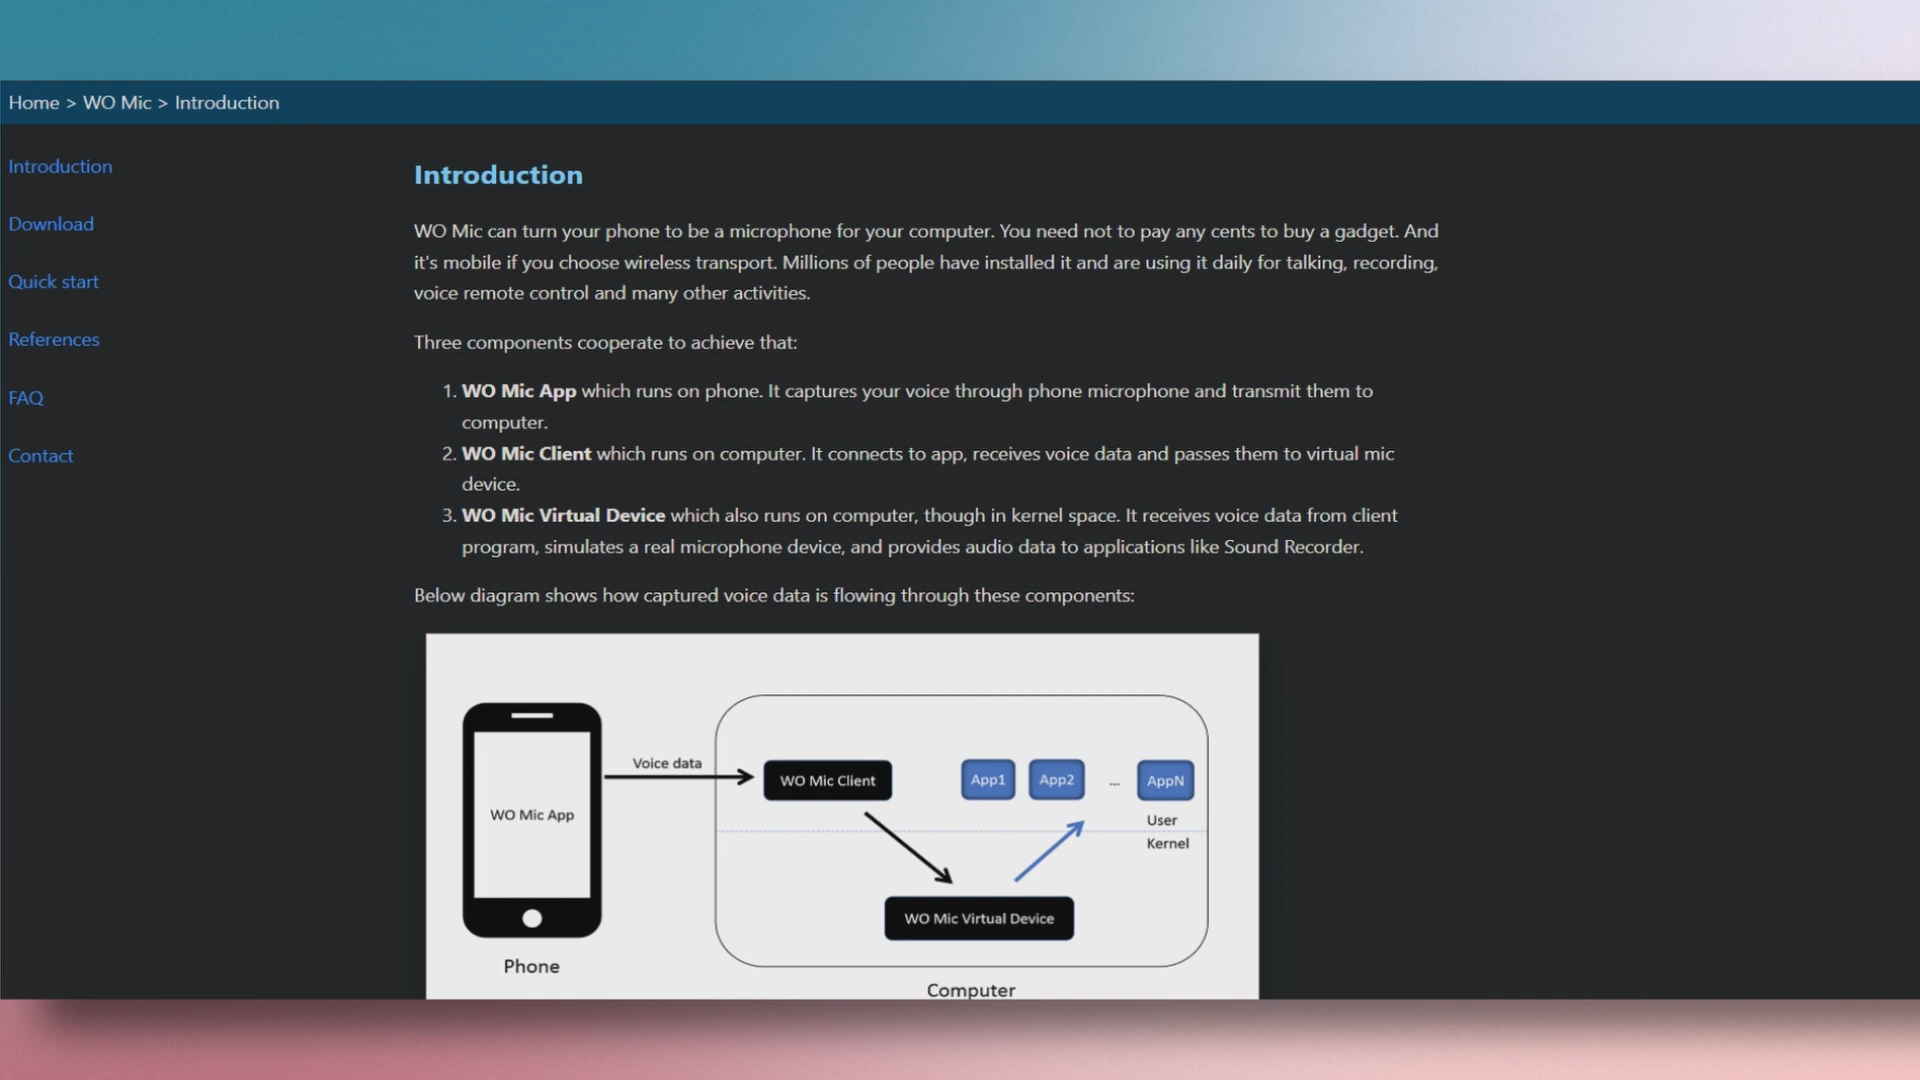 Home > WO Mic > Introduction
Introduction
Download
Quick start
References
FAQ
Contact
Introduction
WO Mic can turn your phone to be a microphone for your computer. You need not to pay any cents to buy a gadget. And
it's mobile if you choose wireless transport. Millions of people have installed it and are using it daily for talking, recording,
voice remote control and many other activities.
Three components cooperate to achieve that:
1. WO Mic App which runs on phone. It captures your voice through phone microphone and transmit them to
computer.
2. WO Mic Client which runs on computer. It connects to app, receives voice data and passes them to virtual mic
device.
3. WO Mic Virtual Device which also runs on computer, though in kernel space. It receives voice data from client
program, simulates a real microphone device, and provides audio data to applications like Sound Recorder.
Below diagram shows how captured voice data is flowing through these components:
Voice data
WO Mic App
WO Mic Client
App1
App2
...
AppN
User
Kernel
WO Mic Virtual Device
Phone
Computer